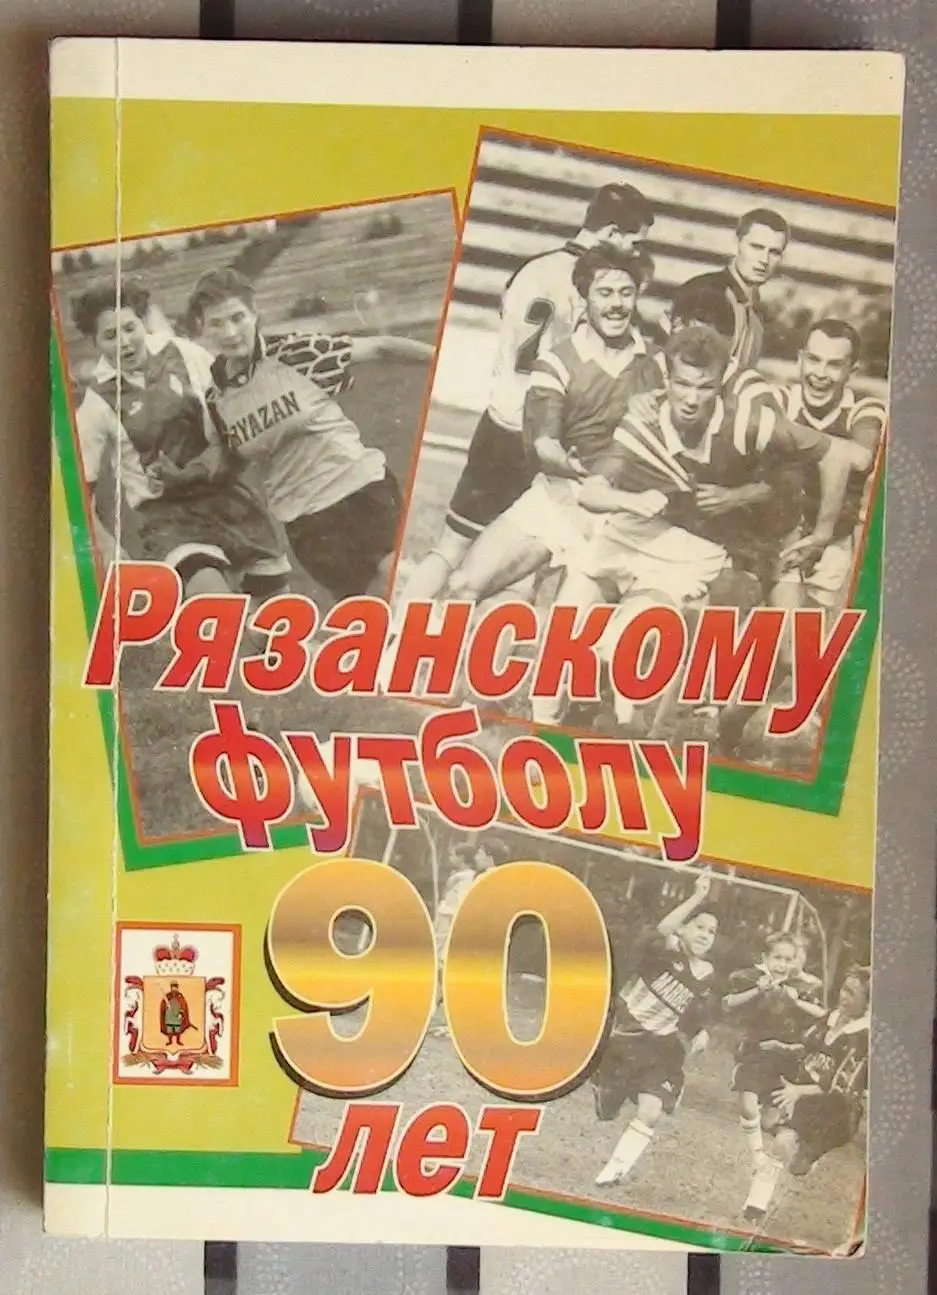 RYAZAN
Рязанскому
футболу
90
лет